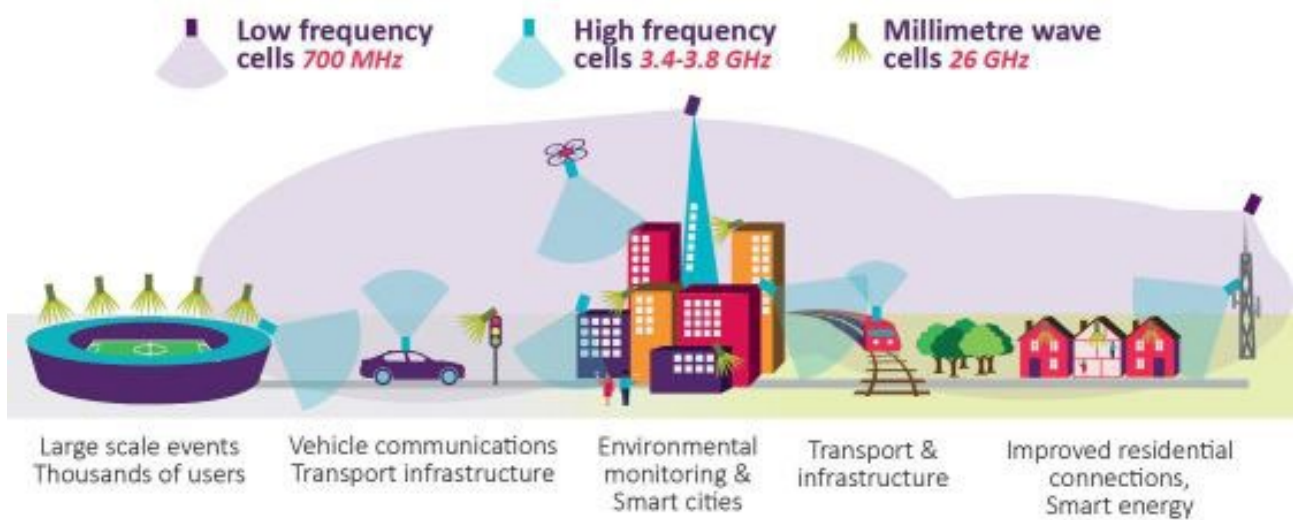 Low frequency
cells 700 MHz
High frequency
cells 3.4-3.8 GHz
Millimetre wave
cells 26 GHz
Large scale events
Thousands of users
Vehicle communications
Transport infrastructure
Environmental
monitoring &
Smart cities
Transport &
infrastructure
Improved residential
connections,
Smart energy